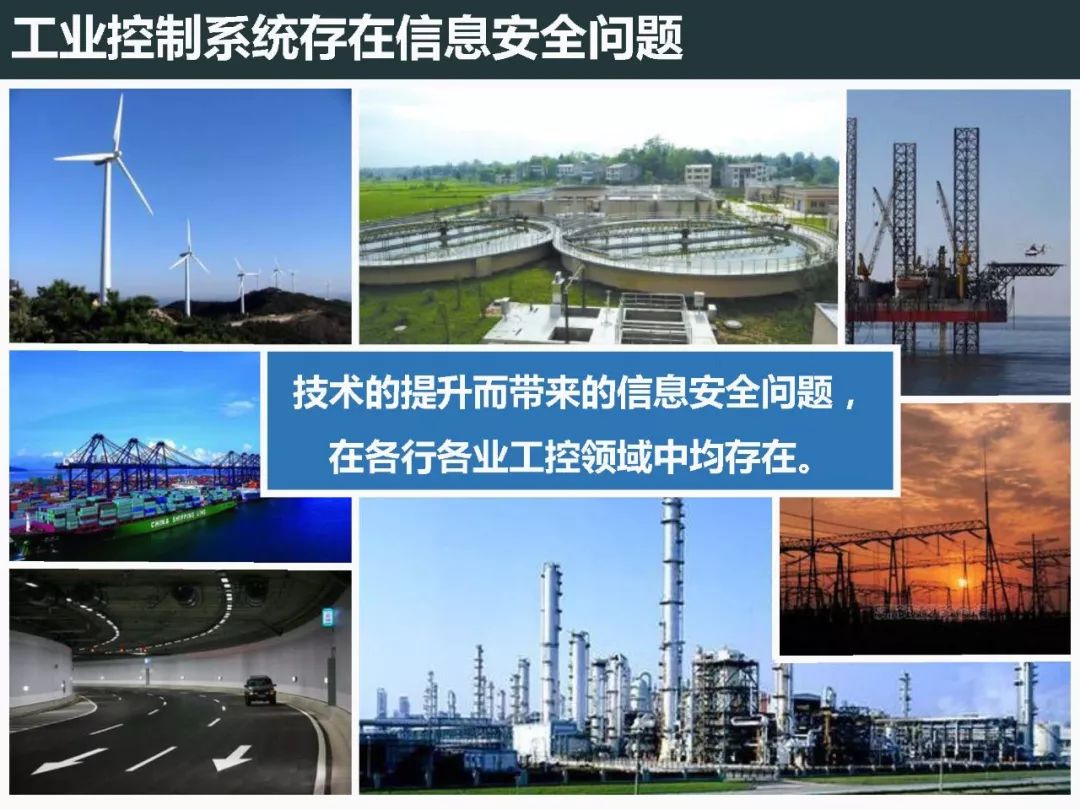 工业控制系统存在信息安全问题
技术的提升而带来的信息安全问题，
在各行各业工控领域中均存在。
CHINA SHIPPING LINE